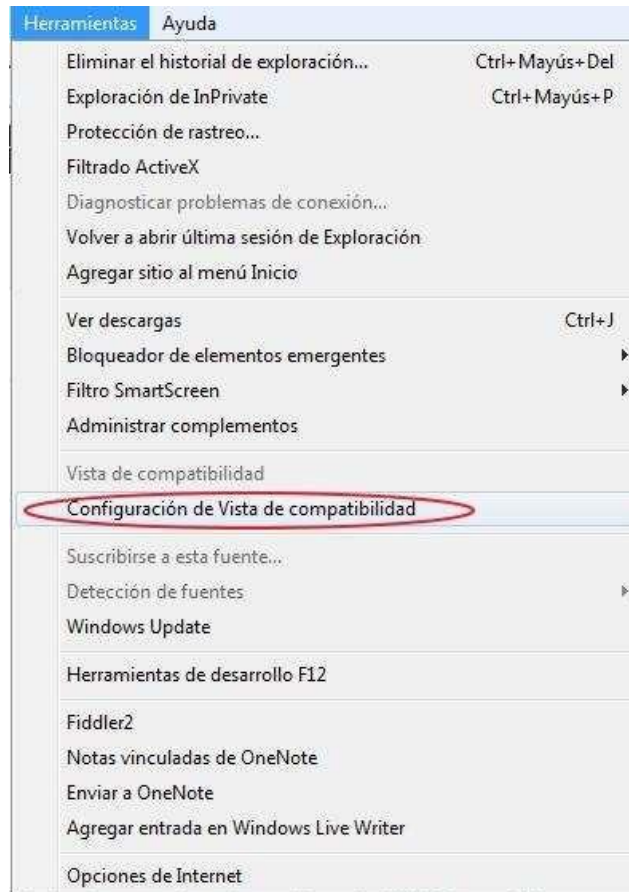 Herramientas Ayuda
Eliminar el historial de exploración... Ctrl+Mayús+Del
Exploración de InPrivate Ctrl+Mayús+P
Protección de rastreo...
Filtrado ActiveX
Diagnosticar problemas de conexión...
Volver a abrir última sesión de Exploración
Agregar sitio al menú Inicio
Ver descargas Ctrl+J
Bloqueador de elementos emergentes
Filtro SmartScreen
Administrar complementos
Vista de compatibilidad
Configuración de Vista de compatibilidad
Suscribirse a esta fuente...
Detección de fuentes
Windows Update
Herramientas de desarrollo F12
Fiddler2
Notas vinculadas de OneNote
Enviar a OneNote
Agregar entrada en Windows Live Writer
Opciones de Internet